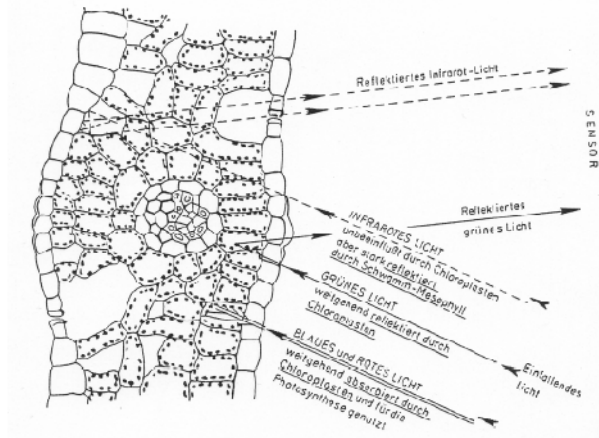 Reflektiertes Infrarot-Licht
SENSOR
Reflektiertes
grünes Licht
INFRAROTES LICHT
unbeeinflußt durch Chloroplasten
aber stark reflektiert
durch Schwamm-Mesophyll
GRÜNES LICHT
weitgehend reflektiert durch
Chloroplasten
Einfallendes
Licht
BLAUES und ROTES LICHT
weitgehend absorbiert durch
Chloroplasten und für die
Photosynthese genutzt